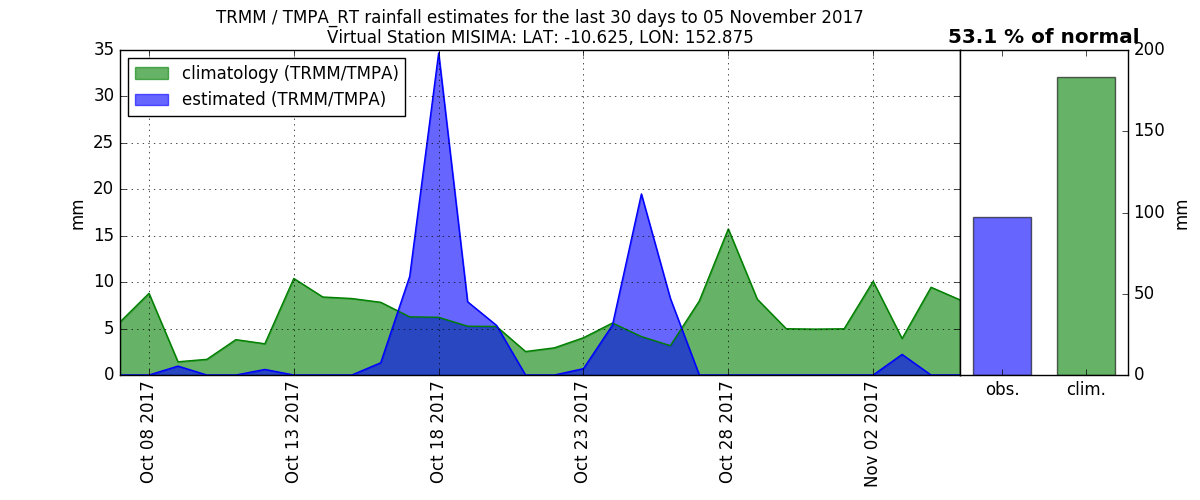 TRMM / TMPA_RT rainfall estimates for the last 30 days to 05 November 2017
Virtual Station MISIMA: LAT: -10.625, LON: 152.875
53.1 % of normal
climatology (TRMM/TMPA)
estimated (TRMM/TMPA)
35
30
25
20
15
10
5
0
mm
Oct 08 2017
Oct 13 2017
Oct 18 2017
Oct 23 2017
Oct 28 2017
Nov 02 2017
obs.
clim.
200
150
100
50
0
mm